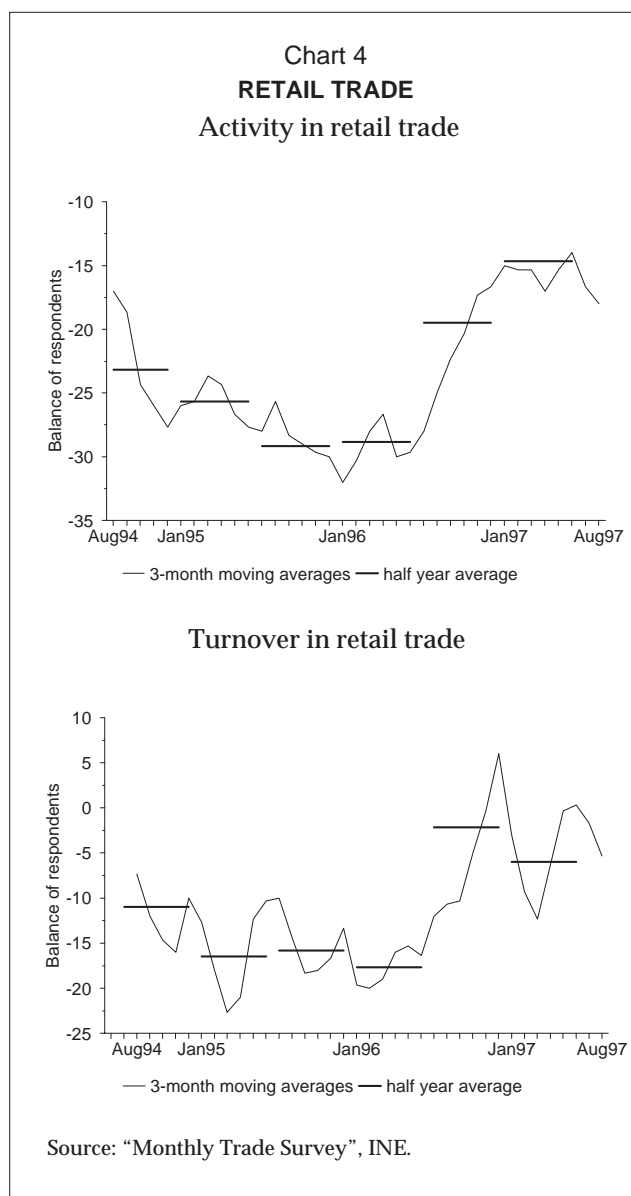 Chart 4
RETAIL TRADE
Activity in retail trade
-10
-15
-20
-25
-30
-35
Balance of respondents
Aug94 Jan95 Jan96 Jan97 Aug97
3-month moving averages half year average
Turnover in retail trade
10
5
0
-5
-10
-15
-20
-25
Balance of respondents
Aug94 Jan95 Jan96 Jan97 Aug97
3-month moving averages half year average
Source: “Monthly Trade Survey”, INE.